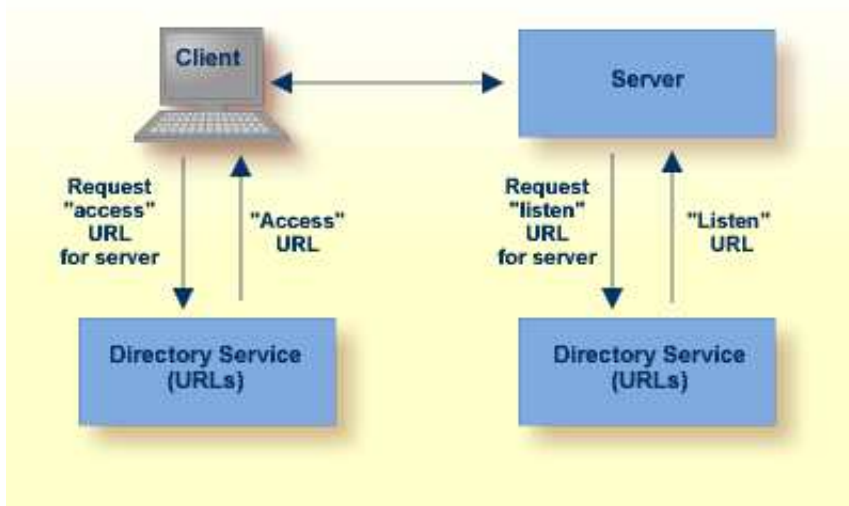 Client
Server
Request
"access"
URL
for server
"Access"
URL
Request
"listen"
URL
for server
"Listen"
URL
Directory Service
(URLs)
Directory Service
(URLs)